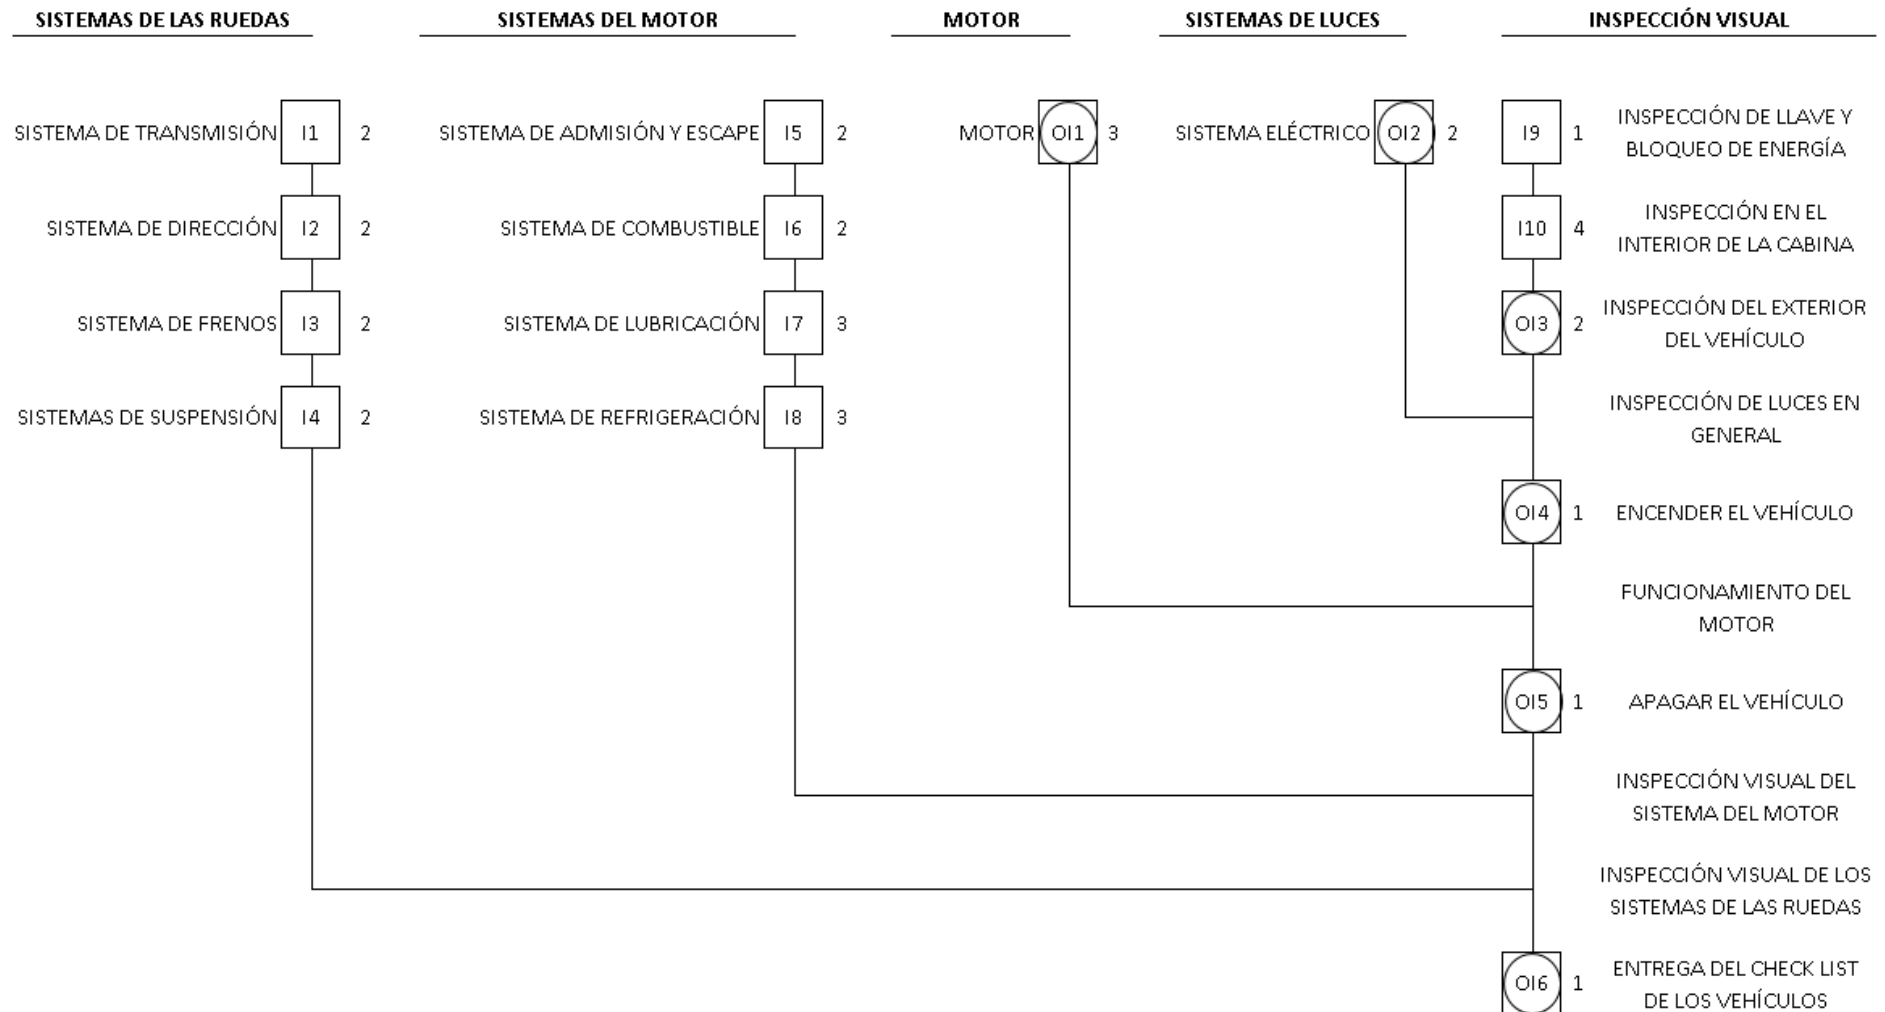 SISTEMAS DE LAS RUEDAS
SISTEMAS DEL MOTOR
MOTOR
SISTEMAS DE LUCES
INSPECCIÓN VISUAL
SISTEMA DE TRANSMISIÓN I1 2
SISTEMA DE ADMISIÓN Y ESCAPE I5 2
MOTOR OI1 3
SISTEMA ELÉCTRICO OI2 2
I9 1
INSPECCIÓN DE LLAVE Y
BLOQUEO DE ENERGÍA
SISTEMA DE DIRECCIÓN I2 2
SISTEMA DE COMBUSTIBLE I6 2
I10 4
INSPECCIÓN EN EL
INTERIOR DE LA CABINA
SISTEMA DE FRENOS I3 2
SISTEMA DE LUBRICACIÓN I7 3
OI3 2
INSPECCIÓN DEL EXTERIOR
DEL VEHÍCULO
SISTEMAS DE SUSPENSIÓN I4 2
SISTEMA DE REFRIGERACIÓN I8 3
INSPECCIÓN DE LUCES EN
GENERAL
OI4 1 ENCENDER EL VEHÍCULO
FUNCIONAMIENTO DEL
MOTOR
OI5 1 APAGAR EL VEHÍCULO
INSPECCIÓN VISUAL DEL
SISTEMA DEL MOTOR
INSPECCIÓN VISUAL DE LOS
SISTEMAS DE LAS RUEDAS
OI6 1
ENTREGA DEL CHECK LIST
DE LOS VEHÍCULOS